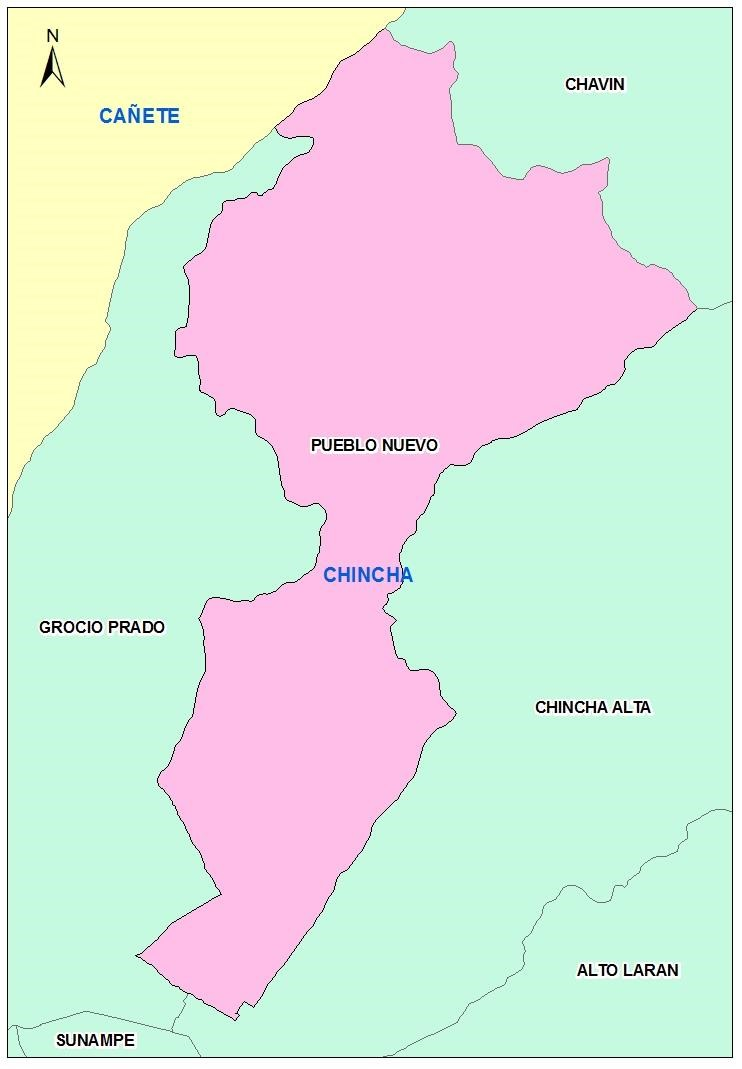 N
CHAVIN
CAÑETE
PUEBLO NUEVO
CHINCHA
GROCIO PRADO
CHINCHA ALTA
ALTO LARAN
SUNAMPE